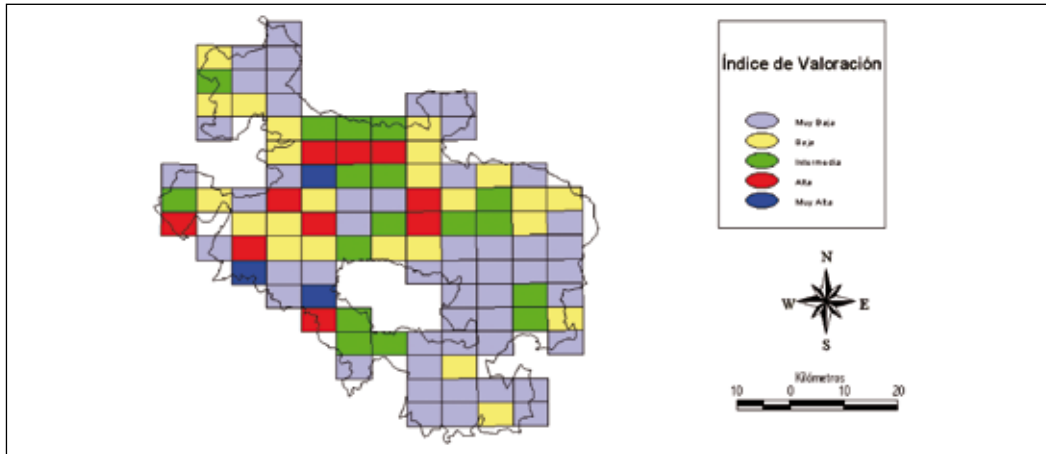 Índice de Valoración
Muy Baja
Baja
Intermedia
Alta
Muy Alta
N
W E
S
Kilómetros
10 0 10 20